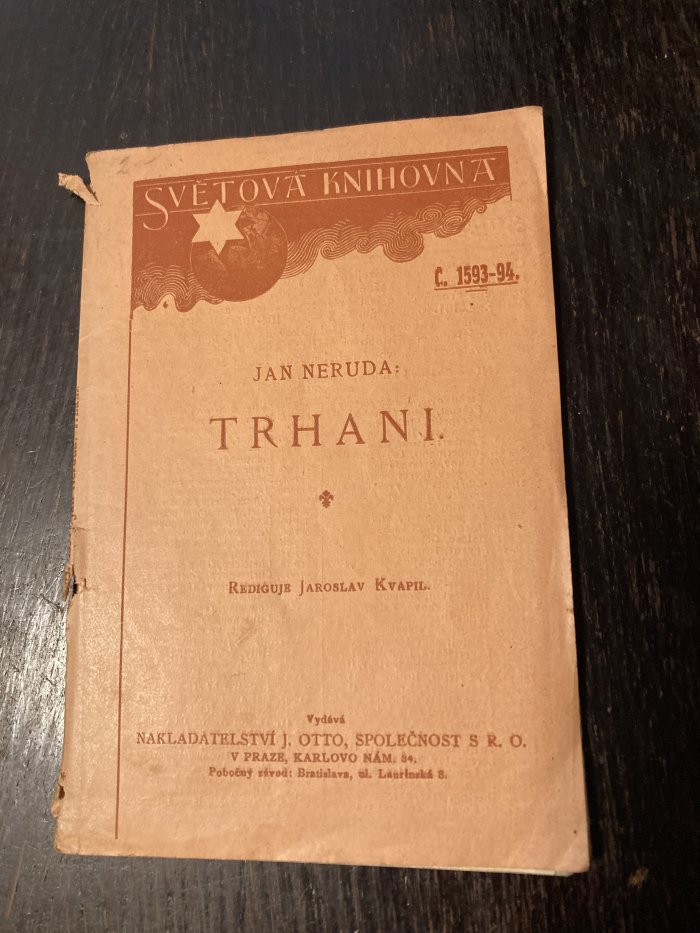 SVĚTOVÁ KNIHOVNA
Č. 1593-94.
JAN NERUDA:
TRHANI.
REDIGUJE JAROSLAV KVAPIL.
Vydává
NAKLADATELSTVÍ J. OTTO, SPOLEČNOST S R. O.
V PRAZE, KARLOVO NÁM. 34.
Pobočný závod: Bratislava, ul. Laurinská 8.